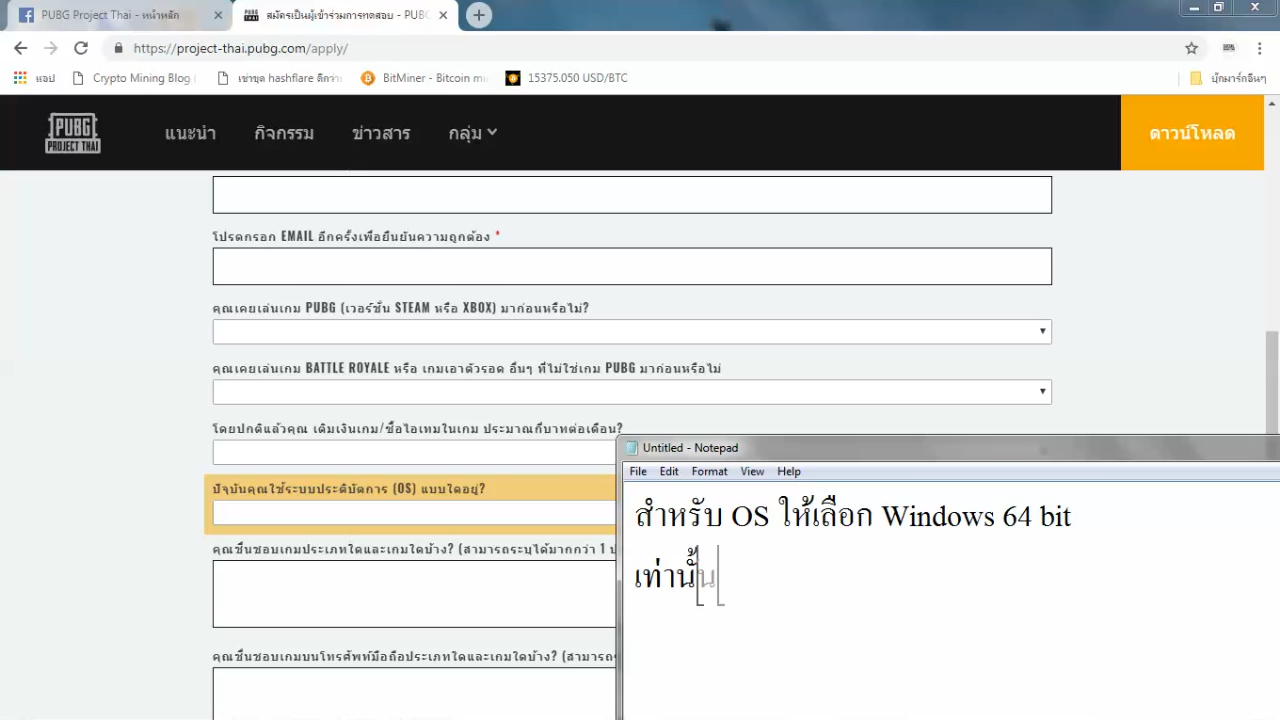 PUBG Project Thai - หน้าหลัก
สมัครเป็นผู้เข้าร่วมการทดสอบ - PUBG
https://project-thai.pubg.com/apply/
แอป
Crypto Mining Blog
เช่าขุด hashflare ดีกว่า
BitMiner - Bitcoin mi
15375.050 USD/BTC
บุ๊กมาร์กอื่นๆ
PUBG
PROJECT THAI
แนะนำ
กิจกรรม
ข่าวสาร
กลุ่ม
ดาวน์โหลด
โปรดกรอก EMAIL อีกครั้งเพื่อยืนยันความถูกต้อง *
คุณเคยเล่นเกม PUBG (เวอร์ชั่น STEAM หรือ XBOX) มาก่อนหรือไม่?
คุณเคยเล่นเกม BATTLE ROYALE หรือ เกมเอาตัวรอด อื่นๆ ที่ไม่ใช่เกม PUBG มาก่อนหรือไม่
โดยปกติแล้วคุณ เติมเงินเกม/ซื้อไอเทมในเกม ประมาณกี่บาทต่อเดือน?
ปัจุบันคุณใช้ระบบประติบัตการ (OS) แบบใดอยู่?
คุณชื่นชอบเกมประเภทใดและเกมใดบ้าง? (สามารถระบุได้มากกว่า 1 ป
คุณชื่นชอบเกมบนโทรศัพท์มือถือประเภทใดและเกมใดบ้าง? (สามารถร
Untitled - Notepad
File Edit Format View Help
สำหรับ OS ให้เลือก Windows 64 bit
เท่านั้น